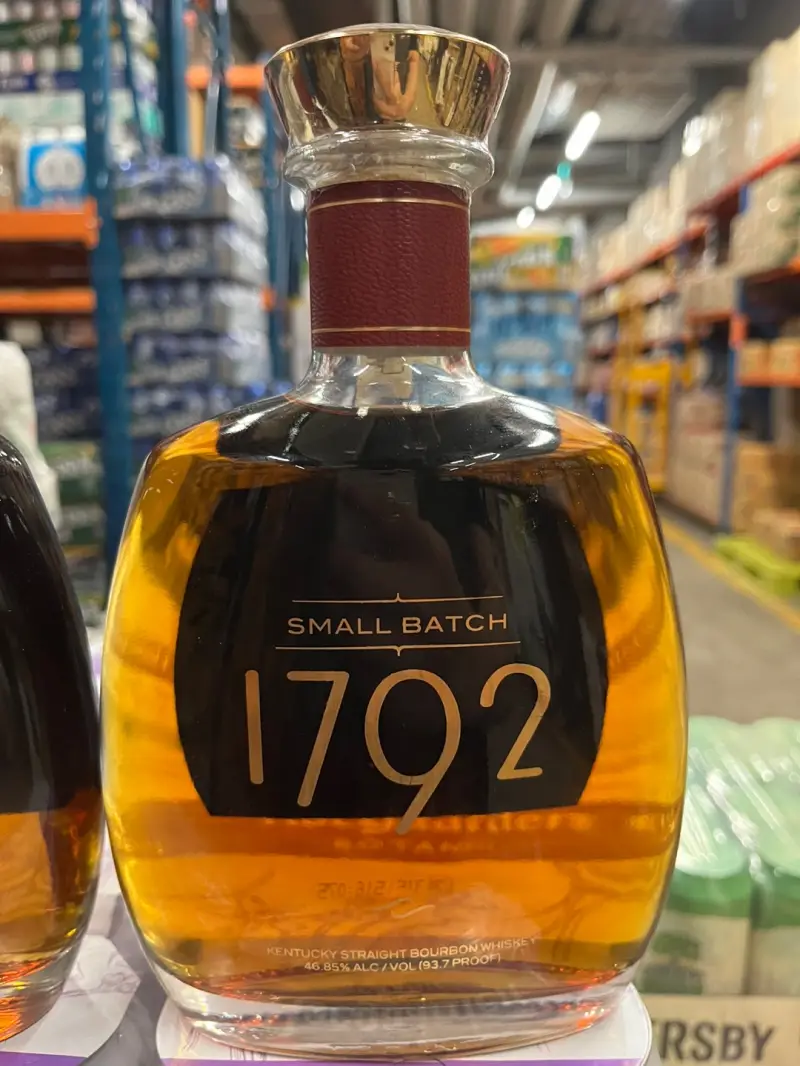 SMALL BATCH
1792
KENTUCKY STRAIGHT BOURBON WHISKEY
46.85% ALC / VOL (93.7 PROOF)
RSBY